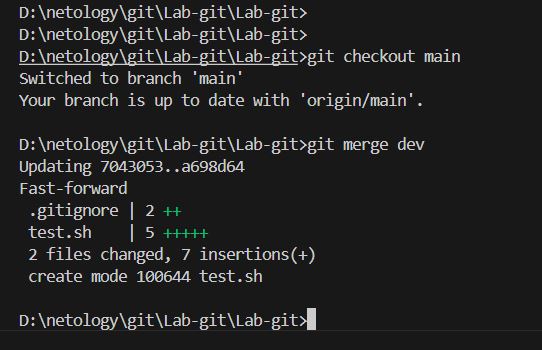 D:\netology\git\Lab-git\Lab-git>
D:\netology\git\Lab-git\Lab-git>
D:\netology\git\Lab-git\Lab-git>git checkout main
Switched to branch 'main'
Your branch is up to date with 'origin/main'.
D:\netology\git\Lab-git\Lab-git>git merge dev
Updating 7043053..a698d64
Fast-forward
 .gitignore | 2 ++
 test.sh    | 5 +++++
 2 files changed, 7 insertions(+)
 create mode 100644 test.sh
D:\netology\git\Lab-git\Lab-git>